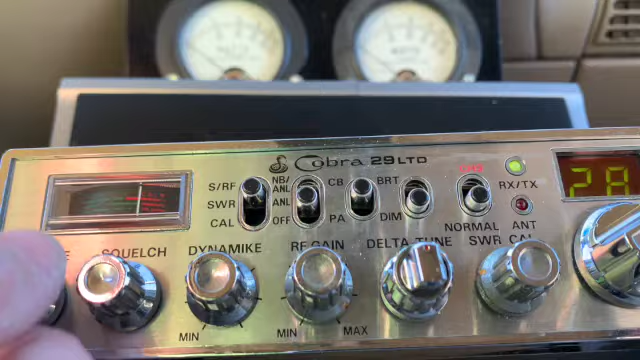 Cobra 29LTD
S/RF
SWR
CAL
NB/
ANL
ANL
OFF
CB
PA
BRT
DIM
CH9
NORMAL
RX/TX
ANT
28
SQUELCH
DYNAMIKE
RF GAIN
DELTA TUNE
SWR CAL
MIN
MIN
MAX